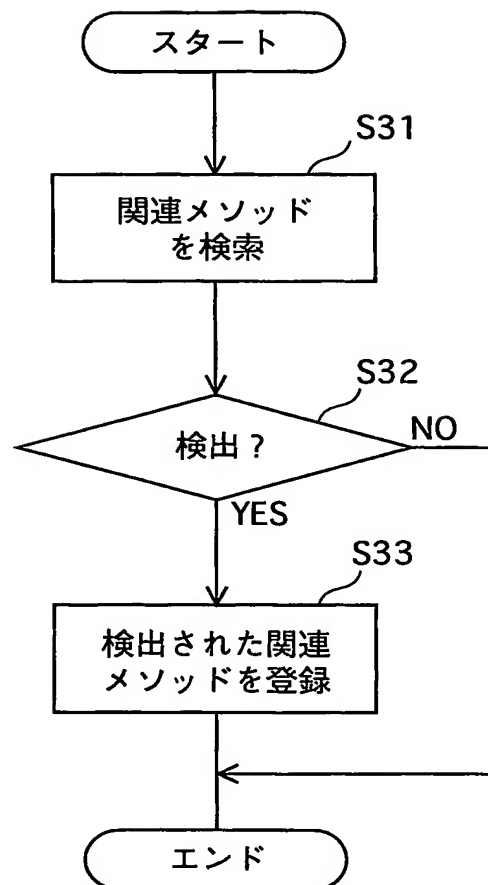 スタート
S31
関連メソッド
を検索
S32
検出？
NO
YES
S33
検出された関連
メソッドを登録
エンド